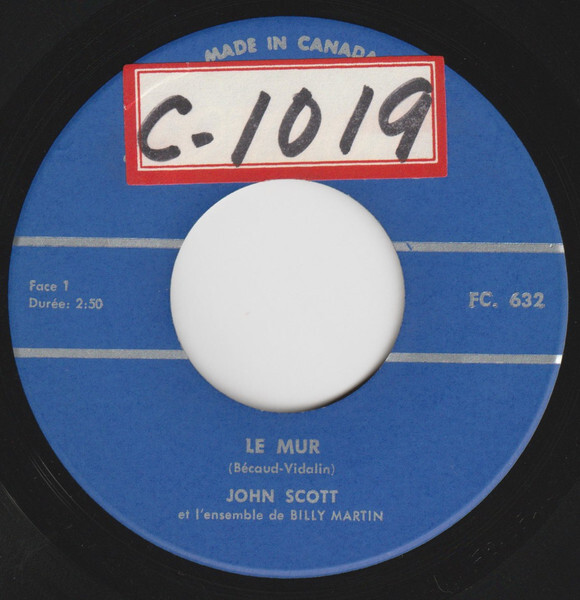 MADE IN CANADA
C-1019
Face 1
Durée: 2:50
FC. 632
LE MUR
(Bécaud-Vidalin)
JOHN SCOTT
et l'ensemble de BILLY MARTIN